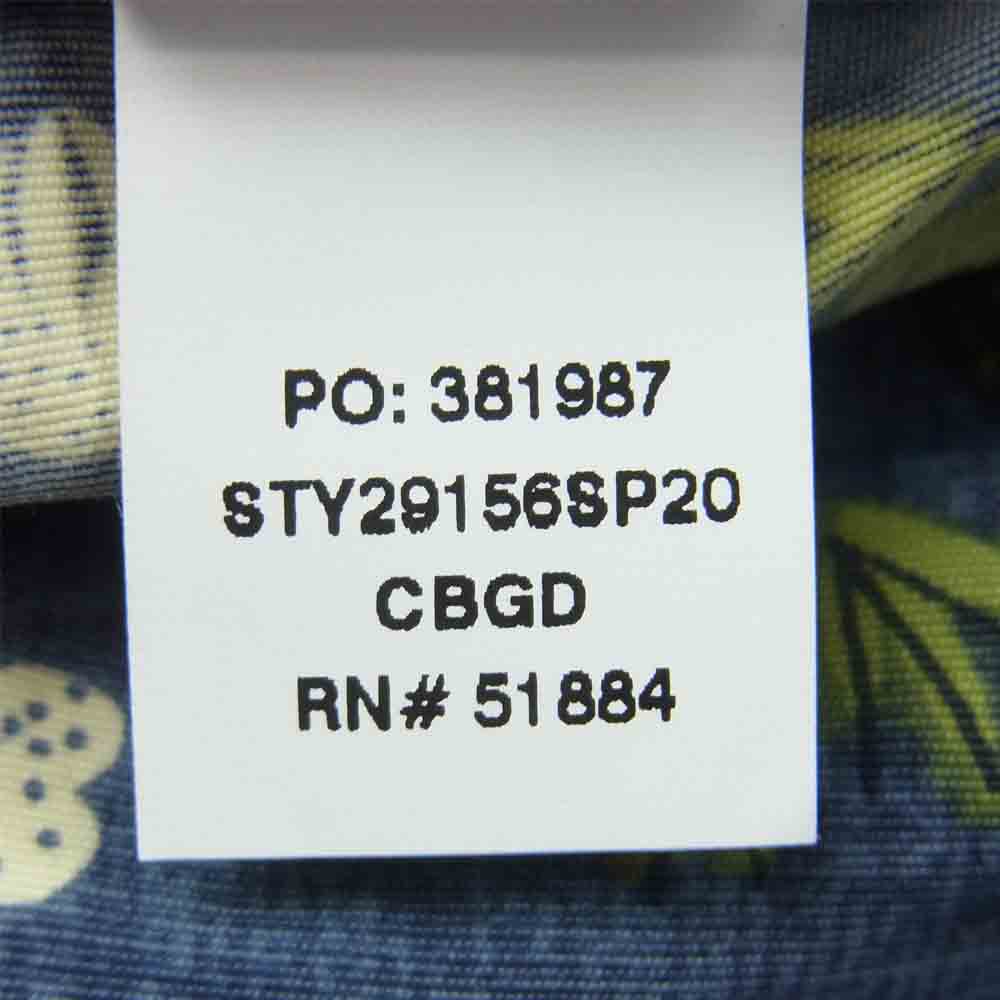 PO: 381987
STY29156SP20
CBGD
RN# 51884